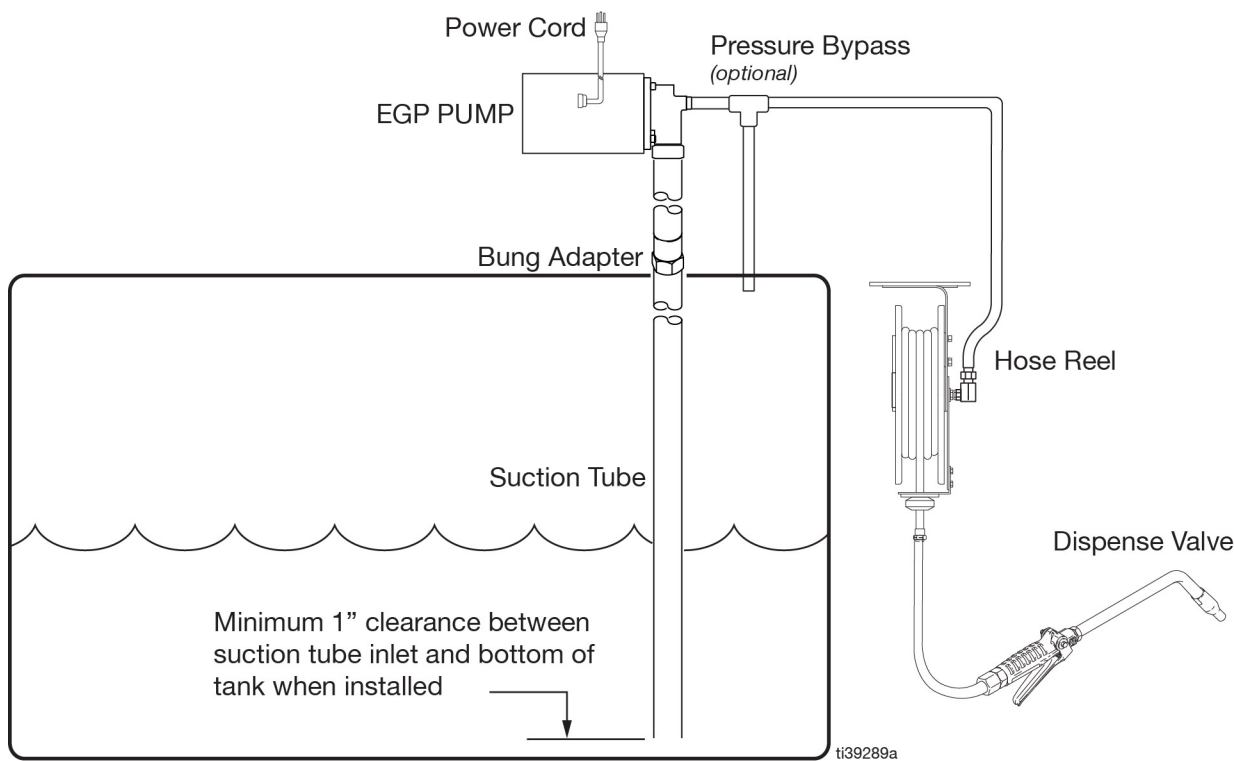 Power Cord
Pressure Bypass
(optional)
EGP PUMP
Bung Adapter
Hose Reel
Suction Tube
Dispense Valve
Minimum 1” clearance between
suction tube inlet and bottom of
tank when installed
ti39289a